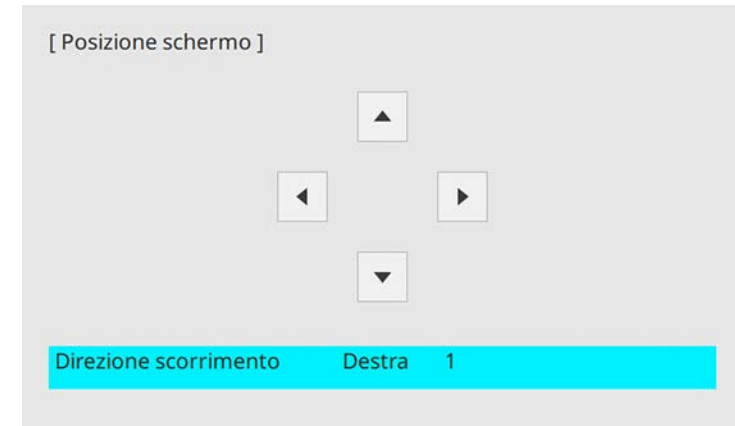 [ Posizione schermo ]
Direzione scorrimento Destra 1